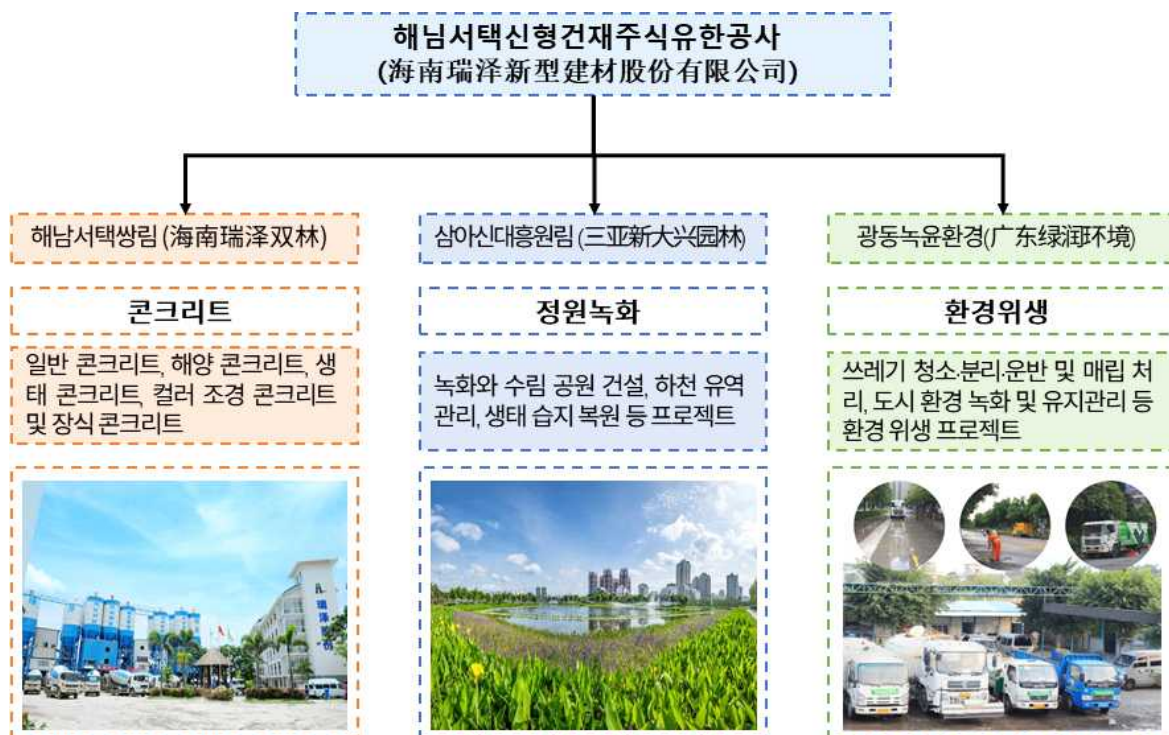 해님서택신형건재주식유한공사
(海南瑞泽新型建材股份有限公司)
해남서택쌍림 (海南瑞泽双林)
콘크리트
일반 콘크리트, 해양 콘크리트, 생
태 콘크리트, 컬러 조경 콘크리트
및 장식 콘크리트
삼아신대흥원림 (三亚新大兴园林)
정원녹화
녹화와 수림 공원 건설, 하천 유역
관리, 생태 습지 복원 등 프로젝트
광동녹윤환경(广东绿润环境)
환경위생
쓰레기 청소·분리·운반 및 매립 처
리, 도시 환경 녹화 및 유지관리 등
환경 위생 프로젝트